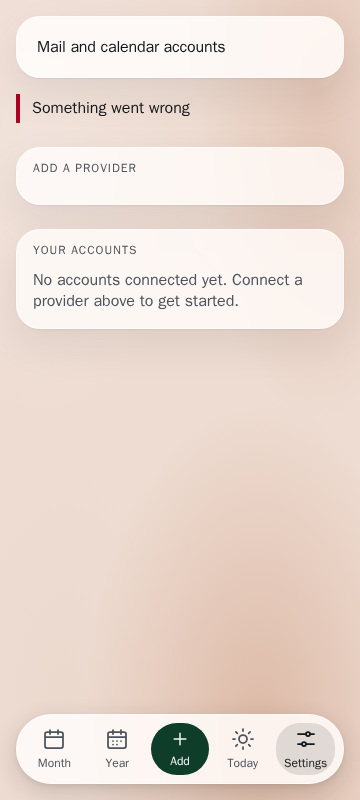 Mail and calendar accounts
Something went wrong
ADD A PROVIDER
YOUR ACCOUNTS
No accounts connected yet. Connect a
provider above to get started.
Month
Year
Add
Today
Settings